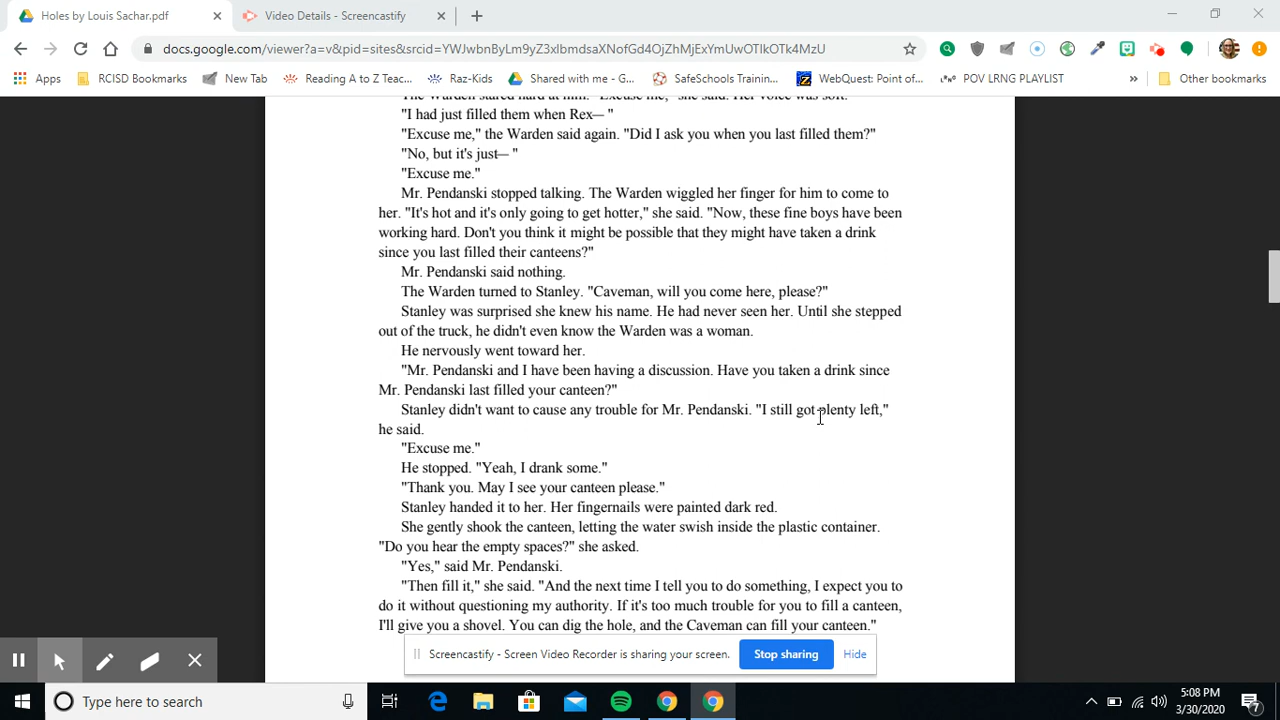 Holes by Louis Sachar.pdf
Video Details - Screencastify
docs.google.com/viewer?a=v&pid=sites&srcid=YWJwbnByLm9yZ3xlbmdsaXNofGd4OjZhMjExYmUwOTlkOTk4MzU
Apps RCISD Bookmarks New Tab Reading A to Z Teac... Raz-Kids Shared with me - G... SafeSchools Trainin... WebQuest: Point of... POV LRNG PLAYLIST » Other bookmarks
The Warden stared hard at him. "Excuse me," she said. Her voice was soft.
"I had just filled them when Rex— "
"Excuse me," the Warden said again. "Did I ask you when you last filled them?"
"No, but it's just— "
"Excuse me."
Mr. Pendanski stopped talking. The Warden wiggled her finger for him to come to
her. "It's hot and it's only going to get hotter," she said. "Now, these fine boys have been
working hard. Don't you think it might be possible that they might have taken a drink
since you last filled their canteens?"
Mr. Pendanski said nothing.
The Warden turned to Stanley. "Caveman, will you come here, please?"
Stanley was surprised she knew his name. He had never seen her. Until she stepped
out of the truck, he didn't even know the Warden was a woman.
He nervously went toward her.
"Mr. Pendanski and I have been having a discussion. Have you taken a drink since
Mr. Pendanski last filled your canteen?"
Stanley didn't want to cause any trouble for Mr. Pendanski. "I still got plenty left,"
he said.
"Excuse me."
He stopped. "Yeah, I drank some."
"Thank you. May I see your canteen please."
Stanley handed it to her. Her fingernails were painted dark red.
She gently shook the canteen, letting the water swish inside the plastic container.
"Do you hear the empty spaces?" she asked.
"Yes," said Mr. Pendanski.
"Then fill it," she said. "And the next time I tell you to do something, I expect you to
do it without questioning my authority. If it's too much trouble for you to fill a canteen,
I'll give you a shovel. You can dig the hole, and the Caveman can fill your canteen."
Screencastify - Screen Video Recorder is sharing your screen. Stop sharing Hide
Type here to search
5:08 PM
3/30/2020
7